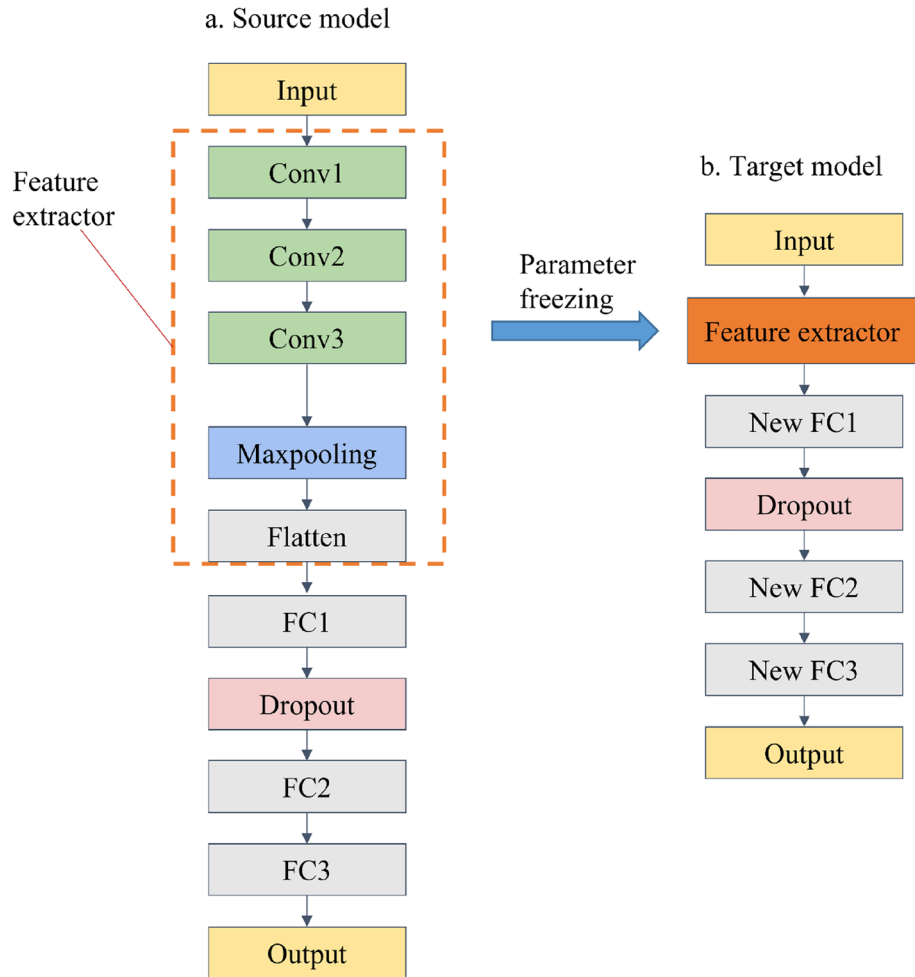 a. Source model
Input
Conv1
Conv2
Conv3
Maxpooling
Flatten
FC1
Dropout
FC2
FC3
Output
Feature
extractor
Parameter
freezing
b. Target model
Input
Feature extractor
New FC1
Dropout
New FC2
New FC3
Output